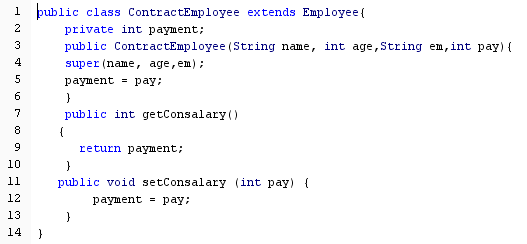 1 public class ContractEmployee extends Employee{
2 private int payment;
3 public ContractEmployee(String name, int age,String em,int pay){
4 super(name, age,em);
5 payment = pay;
6 }
7 public int getConsalary()
8 {
9 return payment;
10 }
11 public void setConsalary (int pay) {
12 payment = pay;
13 }
14 }